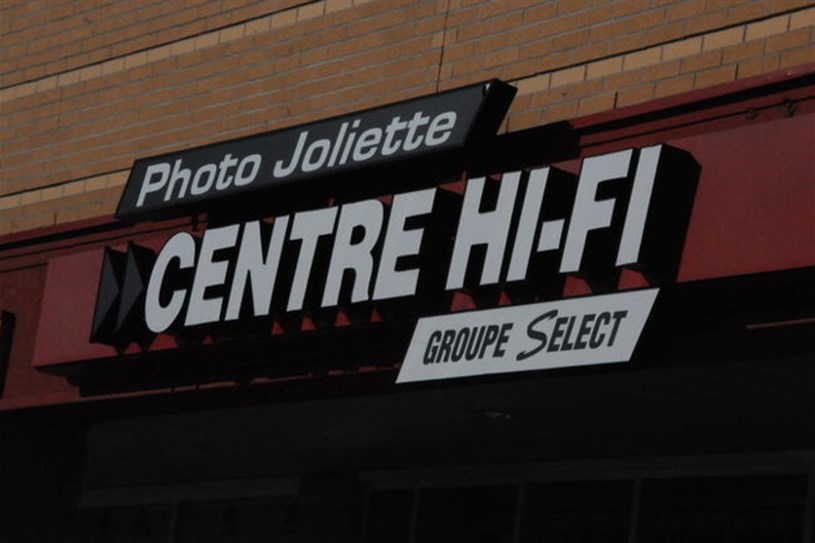 Photo Joliette
CENTRE HI-FI
GROUPE SELECT